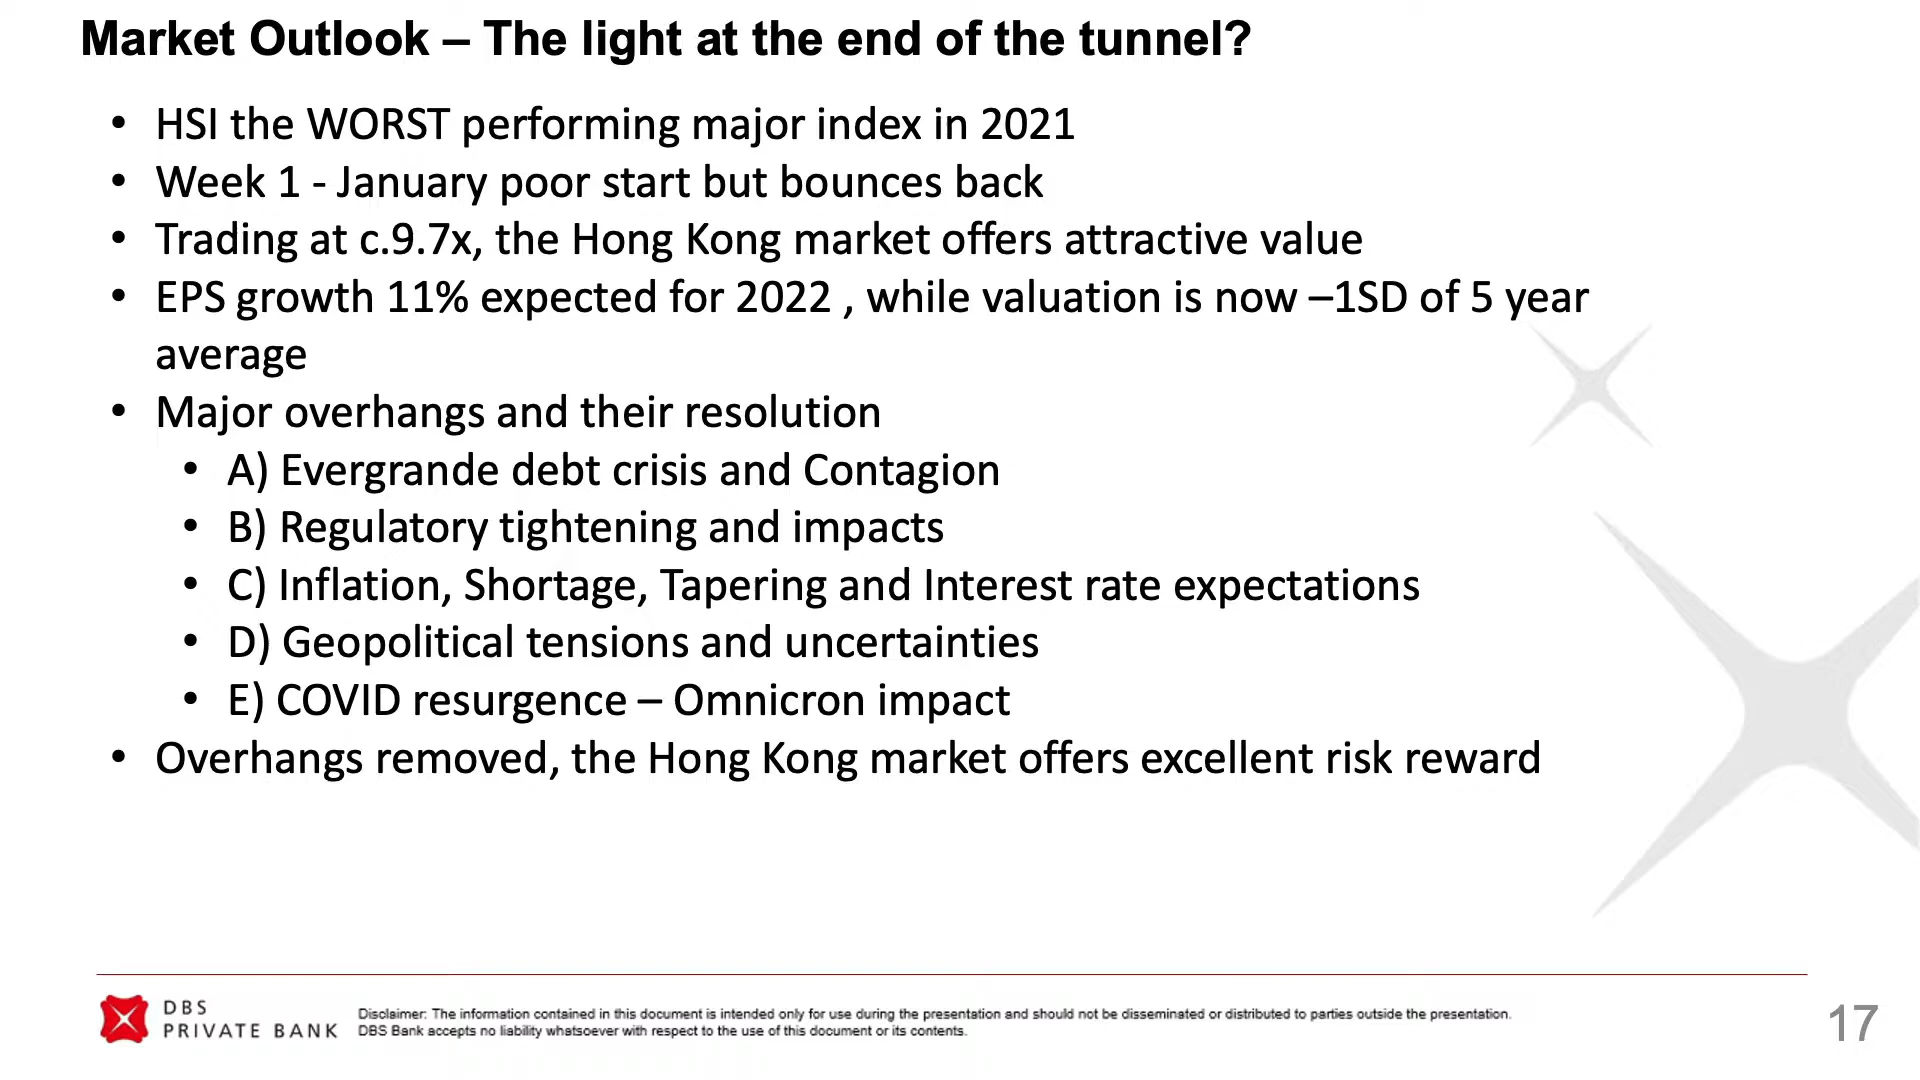 Market Outlook – The light at the end of the tunnel?
• HSI the WORST performing major index in 2021
• Week 1 - January poor start but bounces back
• Trading at c.9.7x, the Hong Kong market offers attractive value
• EPS growth 11% expected for 2022 , while valuation is now –1SD of 5 year
average
• Major overhangs and their resolution
• A) Evergrande debt crisis and Contagion
• B) Regulatory tightening and impacts
• C) Inflation, Shortage, Tapering and Interest rate expectations
• D) Geopolitical tensions and uncertainties
• E) COVID resurgence – Omnicron impact
• Overhangs removed, the Hong Kong market offers excellent risk reward
DBS
PRIVATE BANK
Disclaimer: The information contained in this document is intended only for use during the presentation and should not be disseminated or distributed to parties outside the presentation.
DBS Bank accepts no liability whatsoever with respect to the use of this document or its contents.
17